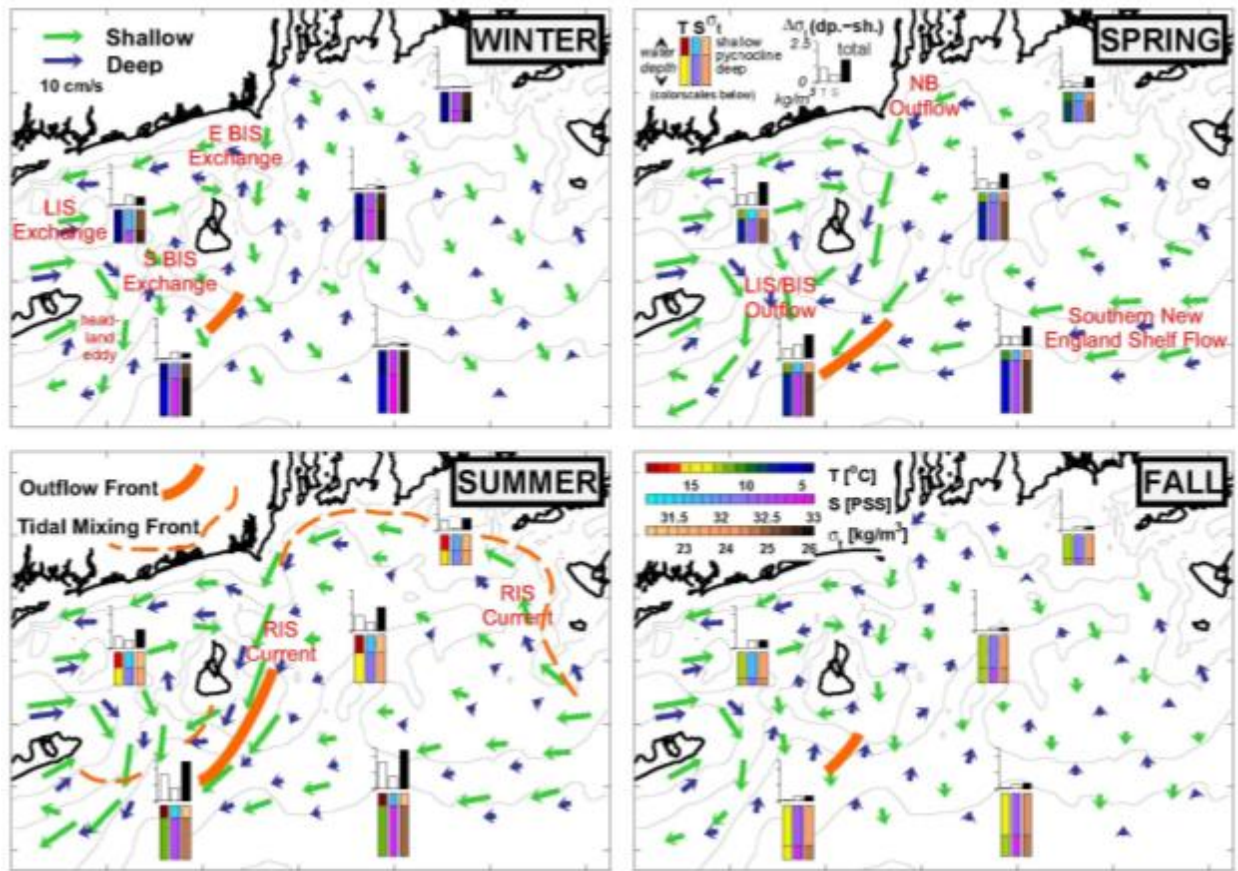 Shallow
Deep
10 cm/s
WINTER
E BIS
Exchange
LIS
Exchange
S BIS
Exchange
head-
land
eddy
T S σt
water
depth
shallow
pycnocline
deep
(colorscales below)
Δσt(dp.−sh.)
2.5
total
0
kg/m3
T S
SPRING
NB
Outflow
LIS/BIS
Outflow
Southern New
England Shelf Flow
SUMMER
Outflow Front
Tidal Mixing Front
RIS
Current
RIS
Current
FALL
T [°C]
15 10 5
S [PSS]
31.5 32 32.5 33
σt [kg/m3]
23 24 25 26